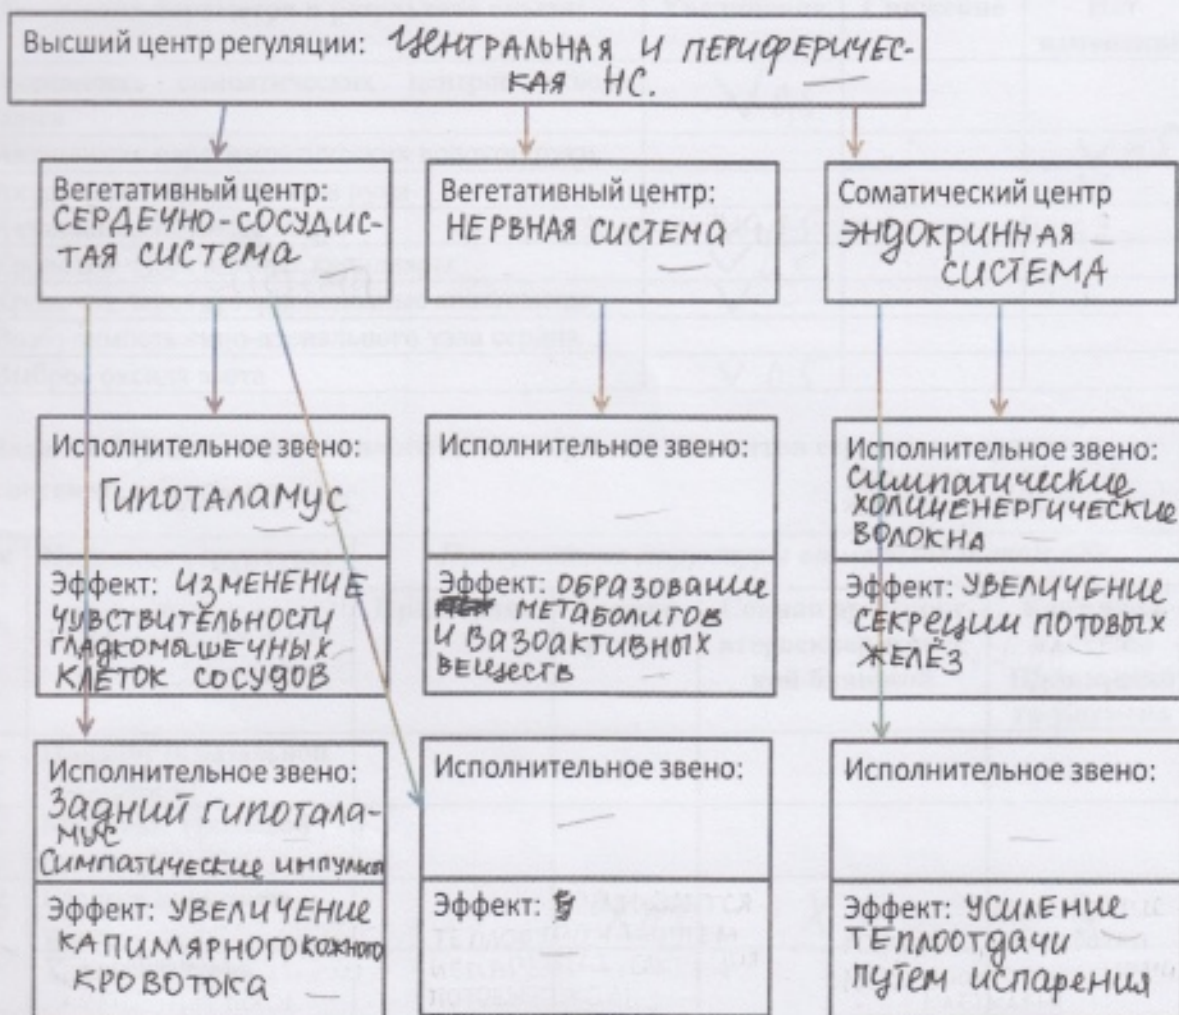 Высший центр регуляции: ЦЕНТРАЛЬНАЯ И ПЕРИФЕРИЧЕС-
КАЯ НС.
Вегетативный центр:
СЕРДЕЧНО-СОСУДИС-
ТАЯ СИСТЕМА
Вегетативный центр:
НЕРВНАЯ СИСТЕМА
Соматический центр
ЭНДОКРИННАЯ
СИСТЕМА
Исполнительное звено:
ГИПОТАЛАМУС
Эффект: ИЗМЕНЕНИЕ
ЧУВСТВИТЕЛЬНОСТИ
ГЛАДКОМЫШЕЧНЫХ
КЛЕТОК СОСУДОВ
Исполнительное звено:
Эффект: ОБРАЗОВАНИЕ
МЕТАБОЛИТОВ
И ВАЗОАКТИВНЫХ
ВЕЩЕСТВ
Исполнительное звено:
СИМПАТИЧЕСКИЕ
ХОЛИНЕНЕРГИЧЕСКИЕ
ВОЛОКНА
Эффект: УВЕЛИЧЕНИЕ
СЕКРЕЦИИ ПОТОВЫХ
ЖЕЛЁЗ
Исполнительное звено:
ЗАДНИЙ ГИПОТАЛА-
МУС
СИМПАТИЧЕСКИЕ
Эффект: УВЕЛИЧЕНИЕ
КАПИЛЛЯРНОГО КОЖНОГО
КРОВОТОКА
Исполнительное звено:
Эффект:
Исполнительное звено:
Эффект: УСИЛЕНИЕ
ТЕПЛООТДАЧИ
ПУТЕМ ИСПАРЕНИЯ